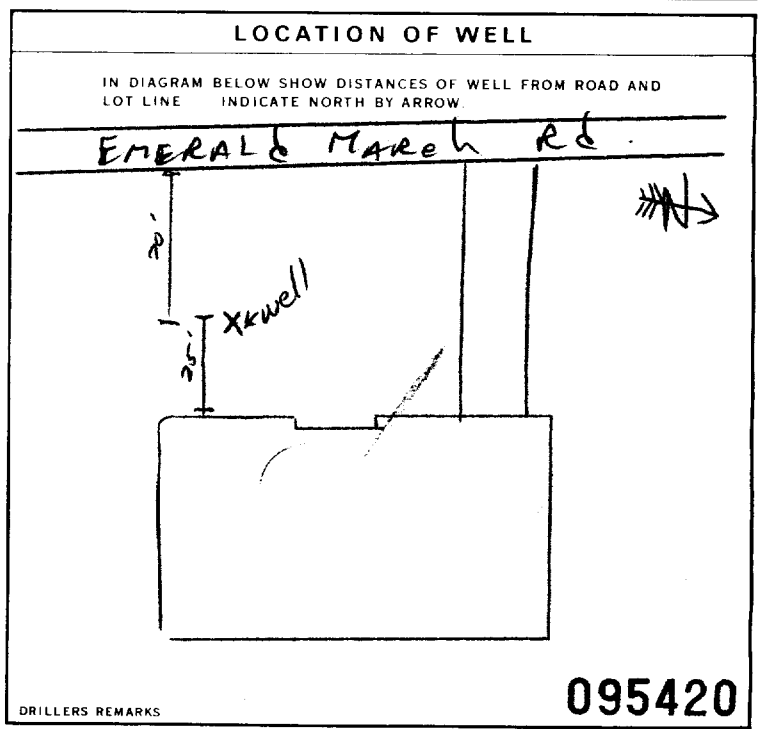 LOCATION OF WELL
IN DIAGRAM BELOW SHOW DISTANCES OF WELL FROM ROAD AND
LOT LINE INDICATE NORTH BY ARROW.
EMERALd MARch Rd.
N
X well
25'
DRILLERS REMARKS
095420